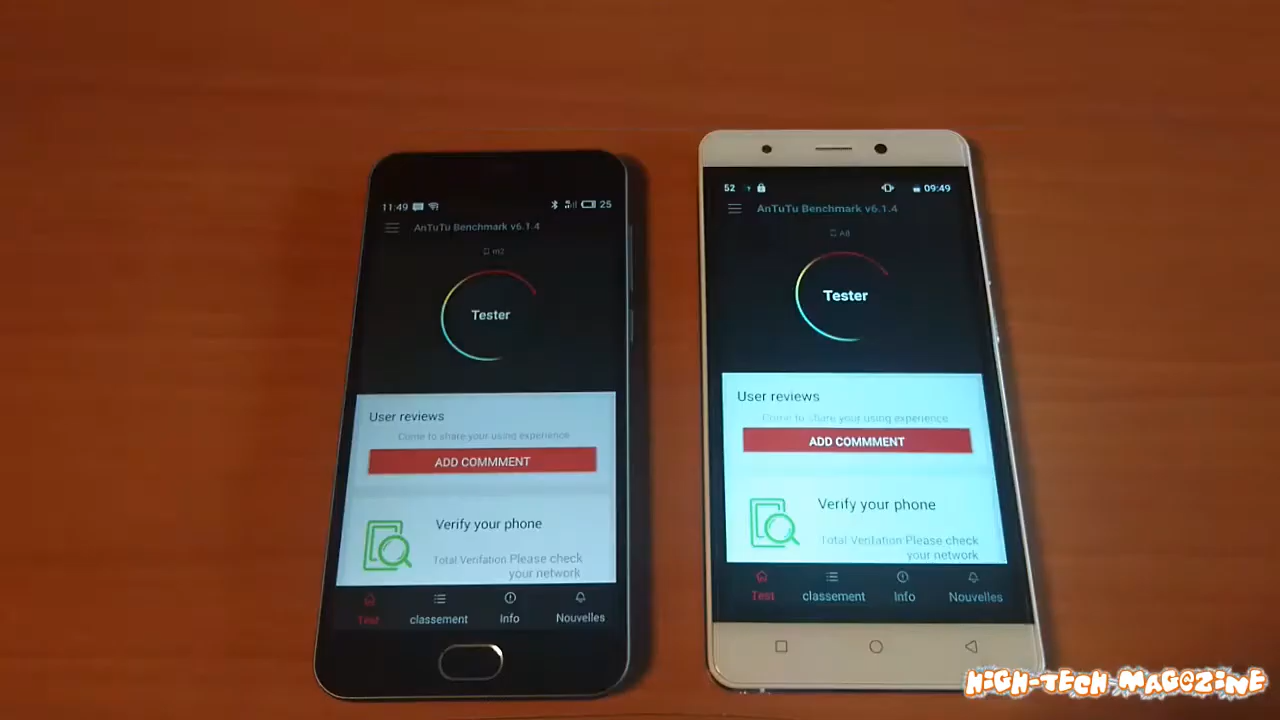 11:49
25
AnTuTu Benchmark v6.1.4
m2
Tester
User reviews
Come to share your using experience
ADD COMMMENT
Verify your phone
Total Verifation Please check
your network
Test
classement
Info
Nouvelles
52
09:49
AnTuTu Benchmark v6.1.4
A8
Tester
User reviews
Come to share your using experience
ADD COMMMENT
Verify your phone
Total Verifation Please check
your network
Test
classement
Info
Nouvelles
HiGH-TECH-MAGOZiNE